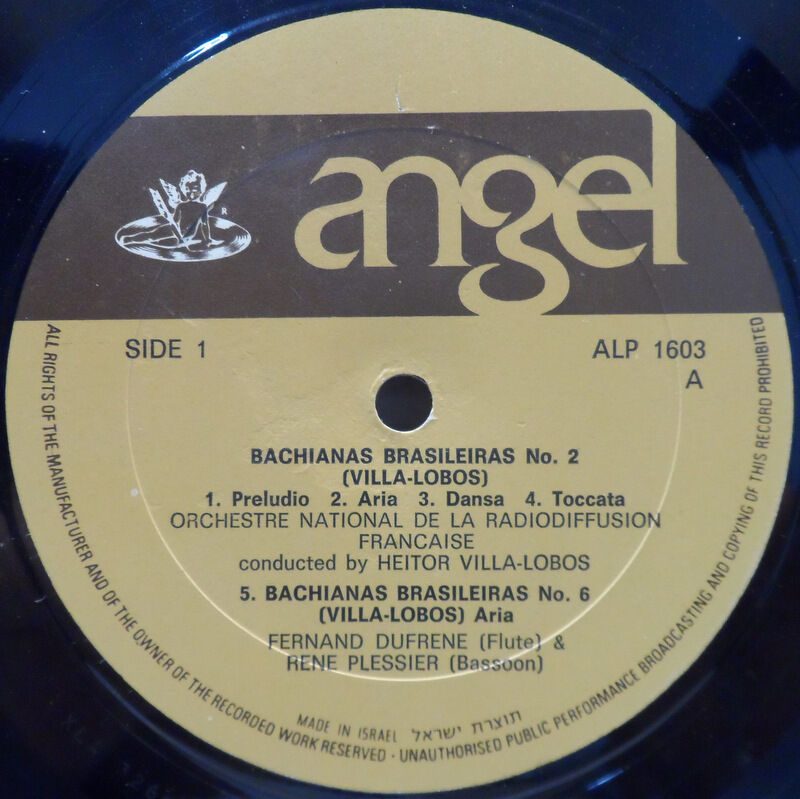 angel
R
SIDE 1
ALP 1603
A
BACHIANAS BRASILEIRAS No. 2
(VILLA-LOBOS)
1. Preludio 2. Aria 3. Dansa 4. Toccata
ORCHESTRE NATIONAL DE LA RADIODIFFUSION
FRANCAISE
conducted by HEITOR VILLA-LOBOS
5. BACHIANAS BRASILEIRAS No. 6
(VILLA-LOBOS) Aria
FERNAND DUFRENE (Flute) &
RENE PLESSIER (Bassoon)
MADE IN ISRAEL תוצרת ישראל
ALL RIGHTS OF THE MANUFACTURER AND OF THE OWNER OF THE RECORDED WORK RESERVED - UNAUTHORISED PUBLIC PERFORMANCE BROADCASTING AND COPYING OF THIS RECORD PROHIBITED